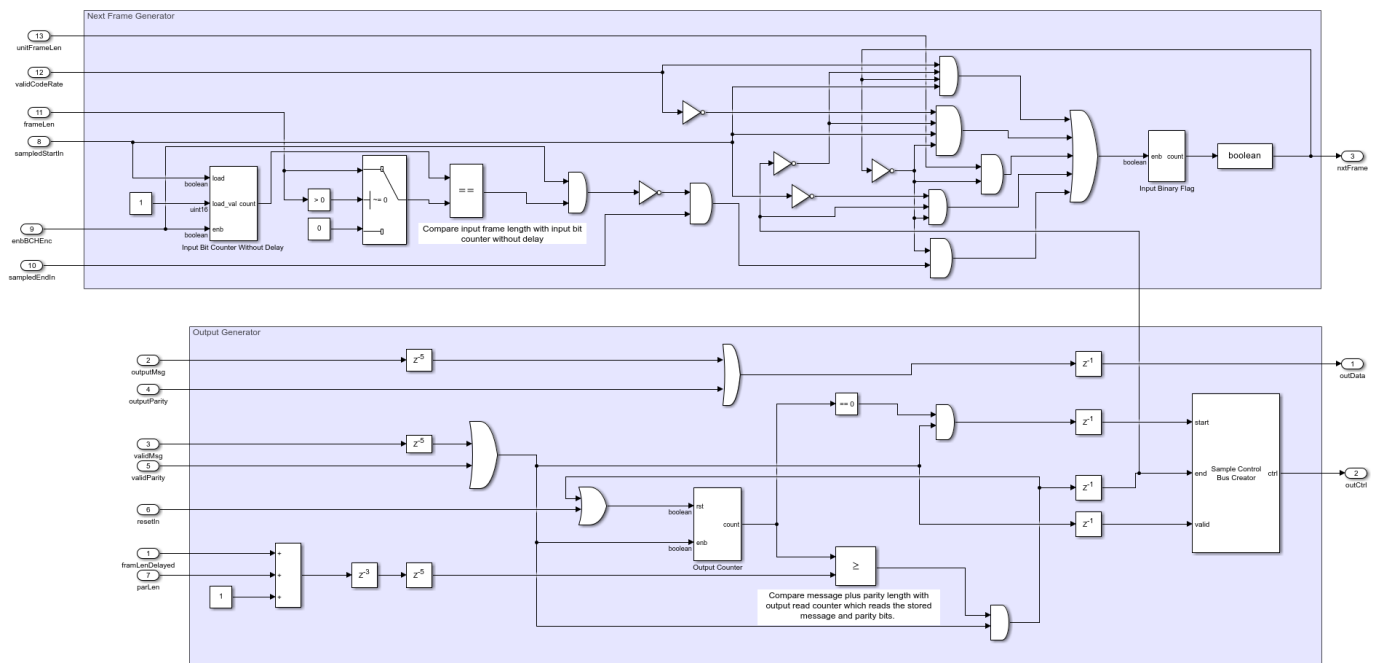 Next Frame Generator
13
unitFrameLen
12
validCodeRate
11
frameLen
8
sampledStartIn
load
boolean
1
load_val count
uint16
enb
boolean
Input Bit Counter Without Delay
9
enbBCHEnc
10
sampledEndIn
> 0
0
~= 0
==
Compare input frame length with input bit
counter without delay
enb count
boolean
Input Binary Flag
boolean
3
nxtFrame
Output Generator
2
outputMsg
4
outputParity
z-5
z-1
1
outData
3
validMsg
5
validParity
z-5
== 0
z-1
start
6
resetIn
rst
boolean
count
enb
boolean
Output Counter
z-1
end
Sample Control
Bus Creator
ctrl
2
outCtrl
z-1
valid
1
framLenDelayed
7
parLen
1
+
+
+
z-3
z-5
≥
Compare message plus parity length with
output read counter which reads the stored
message and parity bits.